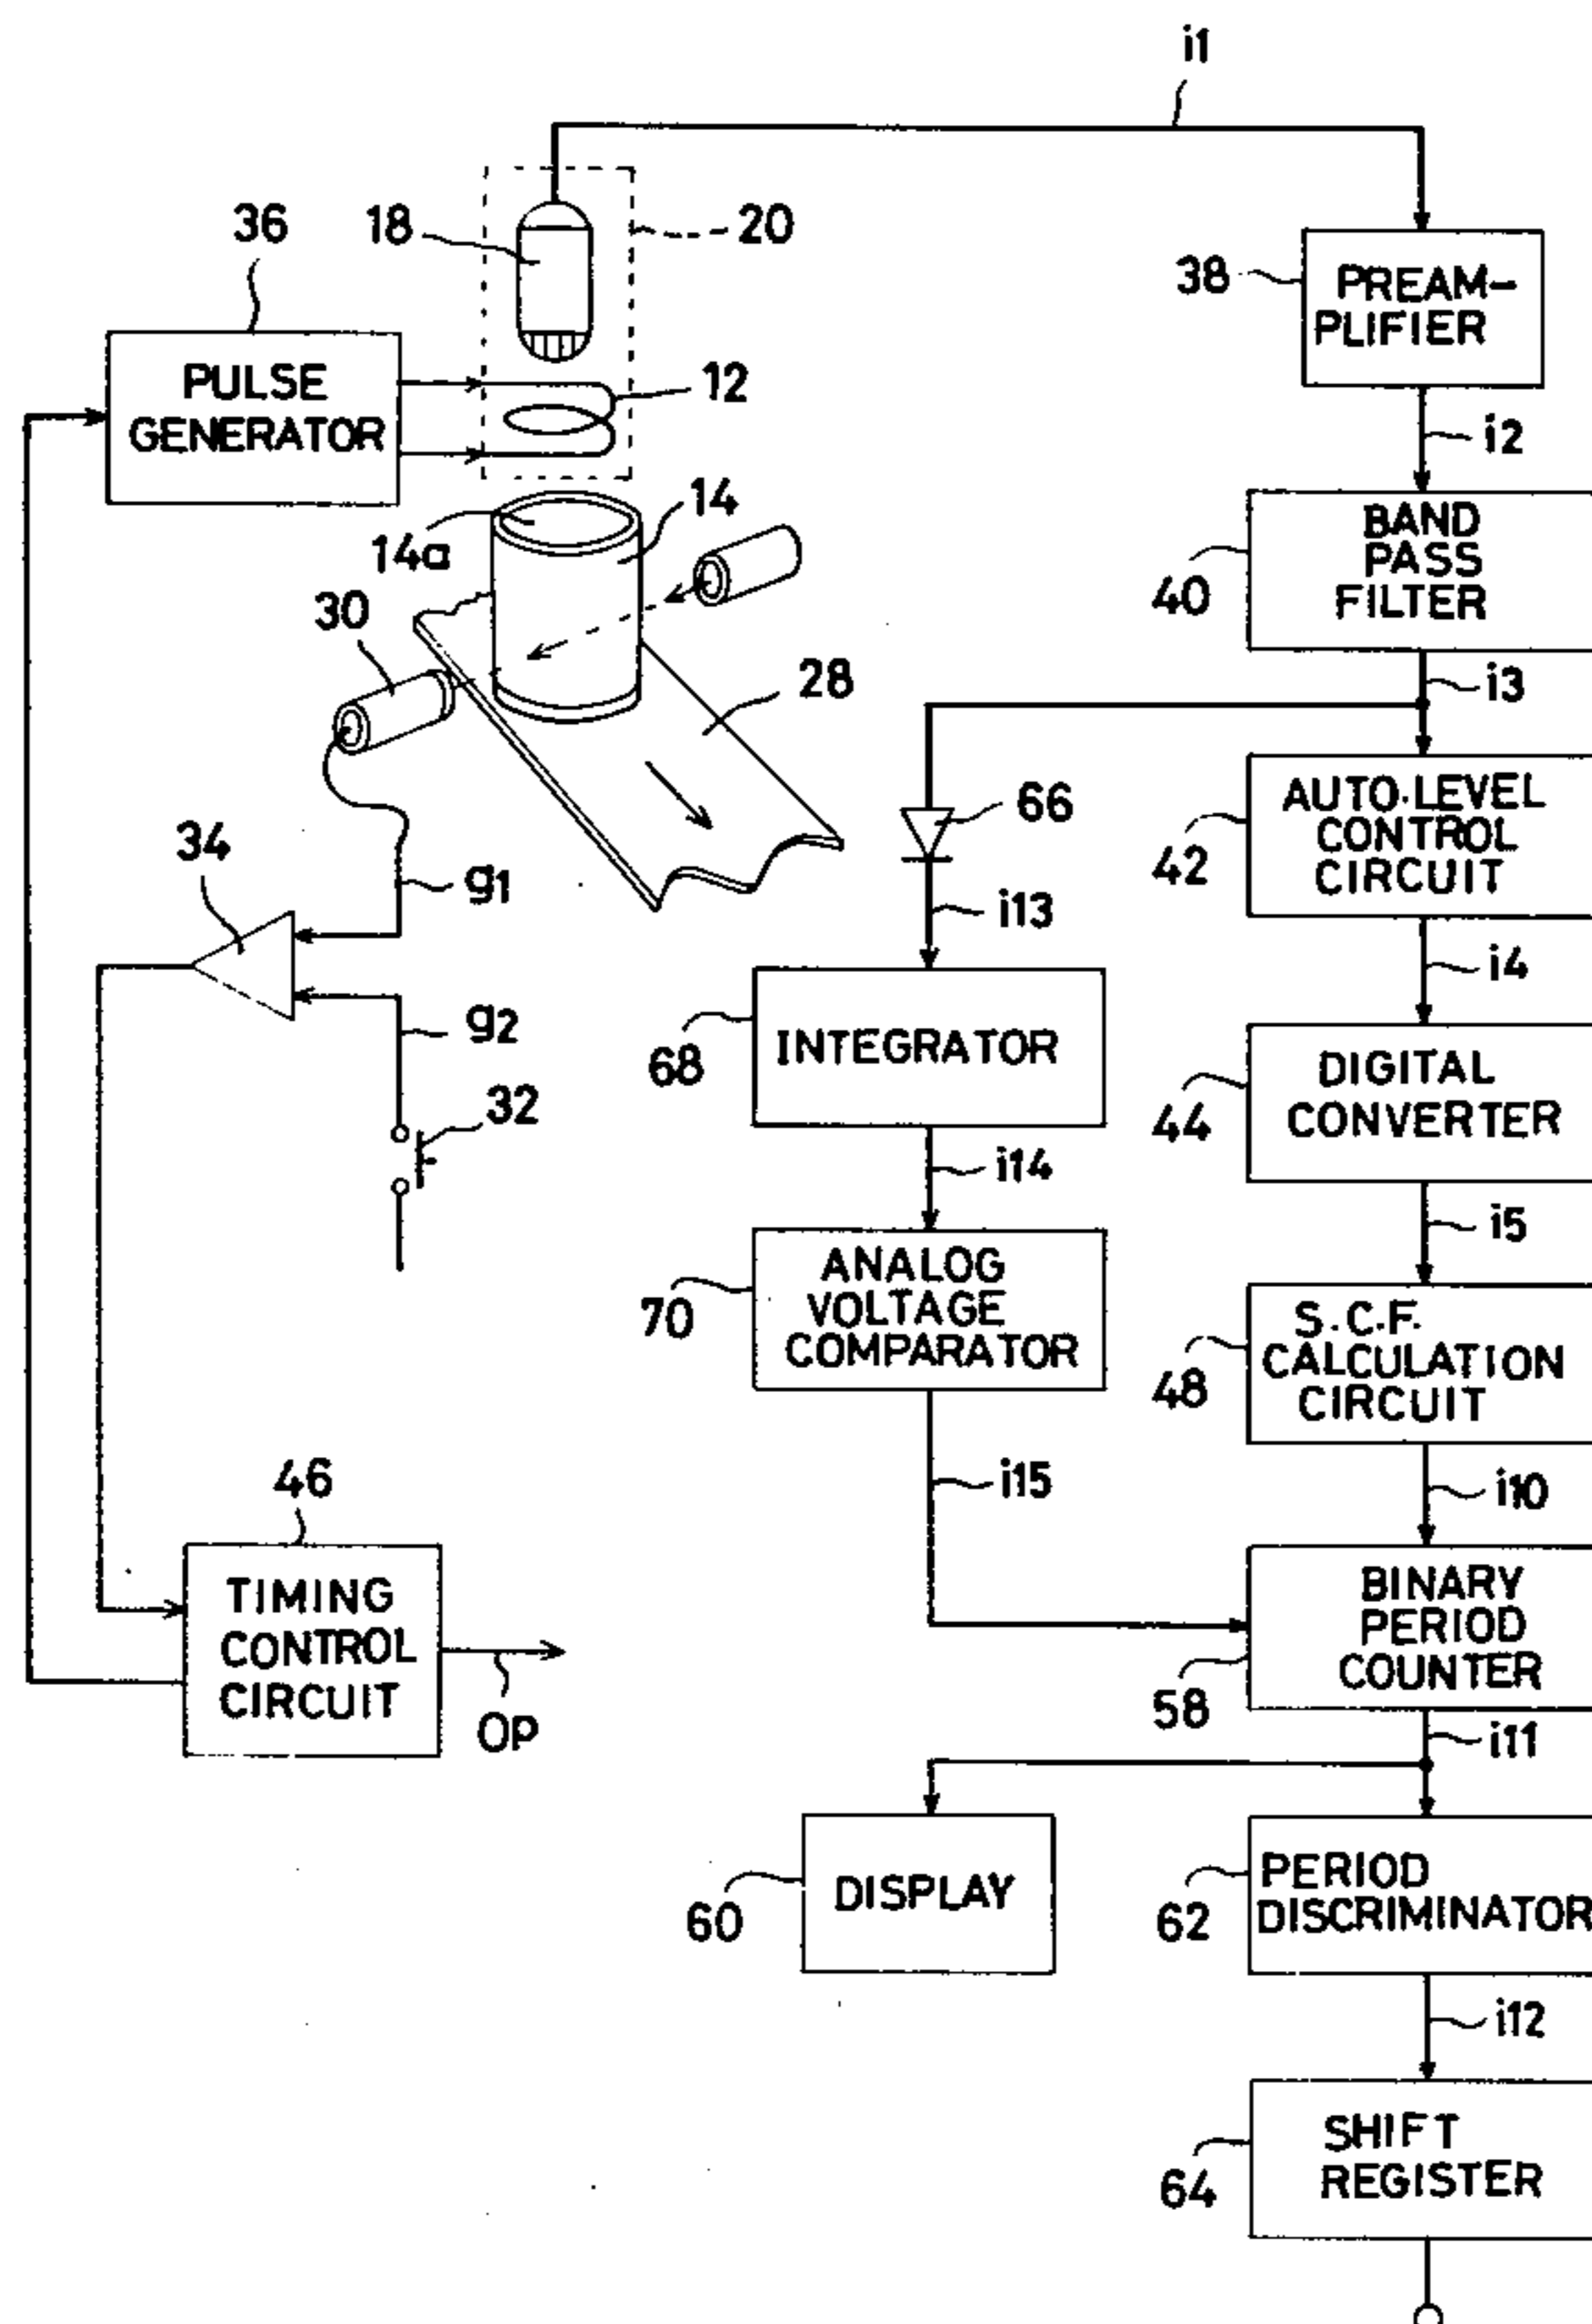 i1
36
18
20
38
PREAM-
PLIFIER
PULSE
GENERATOR
12
i2
14
14a
BAND
PASS
FILTER
40
30
28
i3
66
AUTO-LEVEL
CONTROL
CIRCUIT
42
34
g1
i13
i4
g2
INTEGRATOR
68
DIGITAL
CONVERTER
44
32
i14
i5
ANALOG
VOLTAGE
COMPARATOR
70
S.C.F.
CALCULATION
CIRCUIT
48
46
i15
i10
TIMING
CONTROL
CIRCUIT
OP
BINARY
PERIOD
COUNTER
58
i11
DISPLAY
60
PERIOD
DISCRIMINATOR
62
i12
SHIFT
REGISTER
64